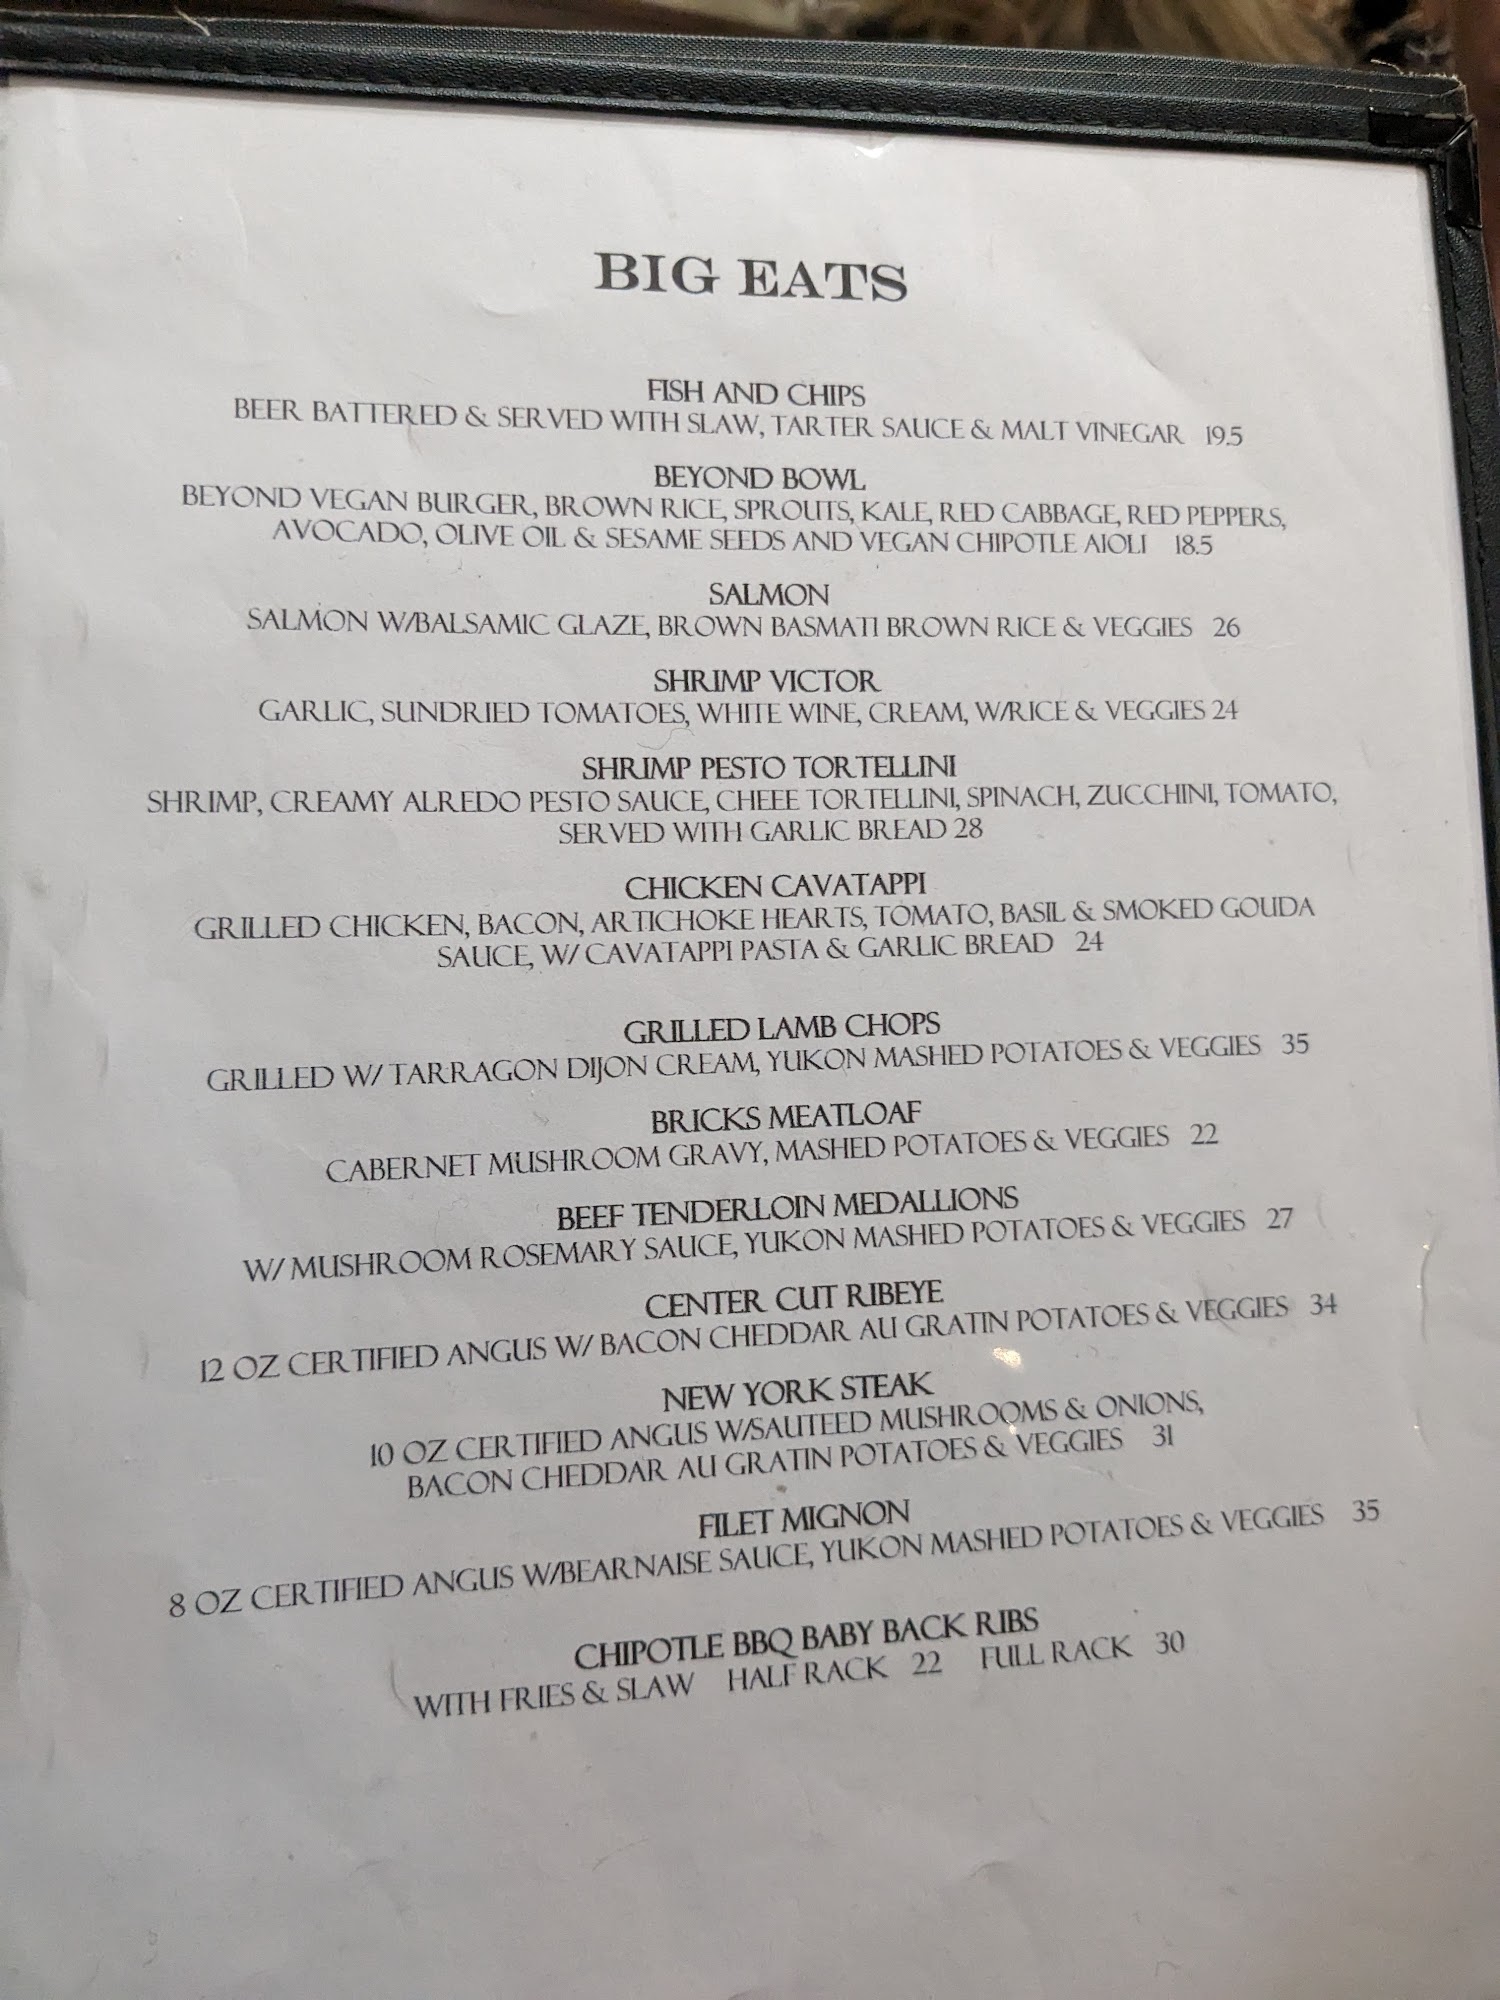 BIG EATS
FISH AND CHIPS
BEER BATTERED & SERVED WITH SLAW, TARTER SAUCE & MALT VINEGAR 19.5
BEYOND BOWL
BEYOND VEGAN BURGER, BROWN RICE, SPROUTS, KALE, RED CABBAGE, RED PEPPERS,
AVOCADO, OLIVE OIL & SESAME SEEDS AND VEGAN CHIPOTLE AIOLI 18.5
SALMON
SALMON W/BALSAMIC GLAZE, BROWN BASMATI BROWN RICE & VEGGIES 26
SHRIMP VICTOR
GARLIC, SUNDRIED TOMATOES, WHITE WINE, CREAM, W/RICE & VEGGIES 24
SHRIMP PESTO TORTELLINI
SHRIMP, CREAMY ALREDO PESTO SAUCE, CHEEE TORTELLINI, SPINACH, ZUCCHINI, TOMATO,
SERVED WITH GARLIC BREAD 28
CHICKEN CAVATAPPI
GRILLED CHICKEN, BACON, ARTICHOKE HEARTS, TOMATO, BASIL & SMOKED GOUDA
SAUCE, W/ CAVATAPPI PASTA & GARLIC BREAD 24
GRILLED LAMB CHOPS
GRILLED W/ TARRAGON DIJON CREAM, YUKON MASHED POTATOES & VEGGIES 35
BRICKS MEATLOAF
CABERNET MUSHROOM GRAVY, MASHED POTATOES & VEGGIES 22
BEEF TENDERLOIN MEDALLIONS
W/ MUSHROOM ROSEMARY SAUCE, YUKON MASHED POTATOES & VEGGIES 27
CENTER CUT RIBEYE
12 OZ CERTIFIED ANGUS W/ BACON CHEDDAR AU GRATIN POTATOES & VEGGIES 34
NEW YORK STEAK
10 OZ CERTIFIED ANGUS W/SAUTEED MUSHROOMS & ONIONS,
BACON CHEDDAR AU GRATIN POTATOES & VEGGIES 31
FILET MIGNON
8 OZ CERTIFIED ANGUS W/BEARNAISE SAUCE, YUKON MASHED POTATOES & VEGGIES 35
CHIPOTLE BBQ BABY BACK RIBS
WITH FRIES & SLAW HALF RACK 22 FULL RACK 30